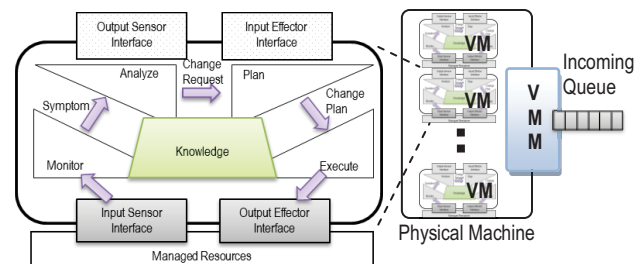 Output Sensor
Interface
Input Effector
Interface
Analyze
Change
Request
Plan
Symptom
Change
Plan
Knowledge
Monitor
Execute
Input Sensor
Interface
Output Effector
Interface
Managed Resources
VM
VM
VM
Physical Machine
V
M
M
Incoming
Queue